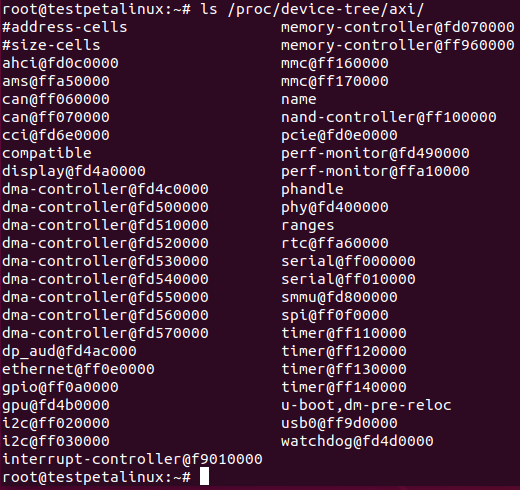 root@testpetalinux:~# ls /proc/device-tree/axi/
#address-cells memory-controller@fd070000
#size-cells memory-controller@ff960000
ahci@fd0c0000 mmc@ff160000
ams@ffa50000 mmc@ff170000
can@ff060000 name
can@ff070000 nand-controller@ff100000
cci@fd6e0000 pcie@fd0e0000
compatible perf-monitor@fd490000
display@fd4a0000 perf-monitor@ffa10000
dma-controller@fd4c0000 phandle
dma-controller@fd500000 phy@fd400000
dma-controller@fd510000 ranges
dma-controller@fd520000 rtc@ffa60000
dma-controller@fd530000 serial@ff000000
dma-controller@fd540000 serial@ff010000
dma-controller@fd550000 smmu@fd800000
dma-controller@fd560000 spi@ff0f0000
dma-controller@fd570000 timer@ff110000
dp_aud@fd4ac000 timer@ff120000
ethernet@ff0e0000 timer@ff130000
gpio@ff0a0000 timer@ff140000
gpu@fd4b0000 u-boot,dm-pre-reloc
i2c@ff020000 usb0@ff9d0000
i2c@ff030000 watchdog@fd4d0000
interrupt-controller@f9010000
root@testpetalinux:~#